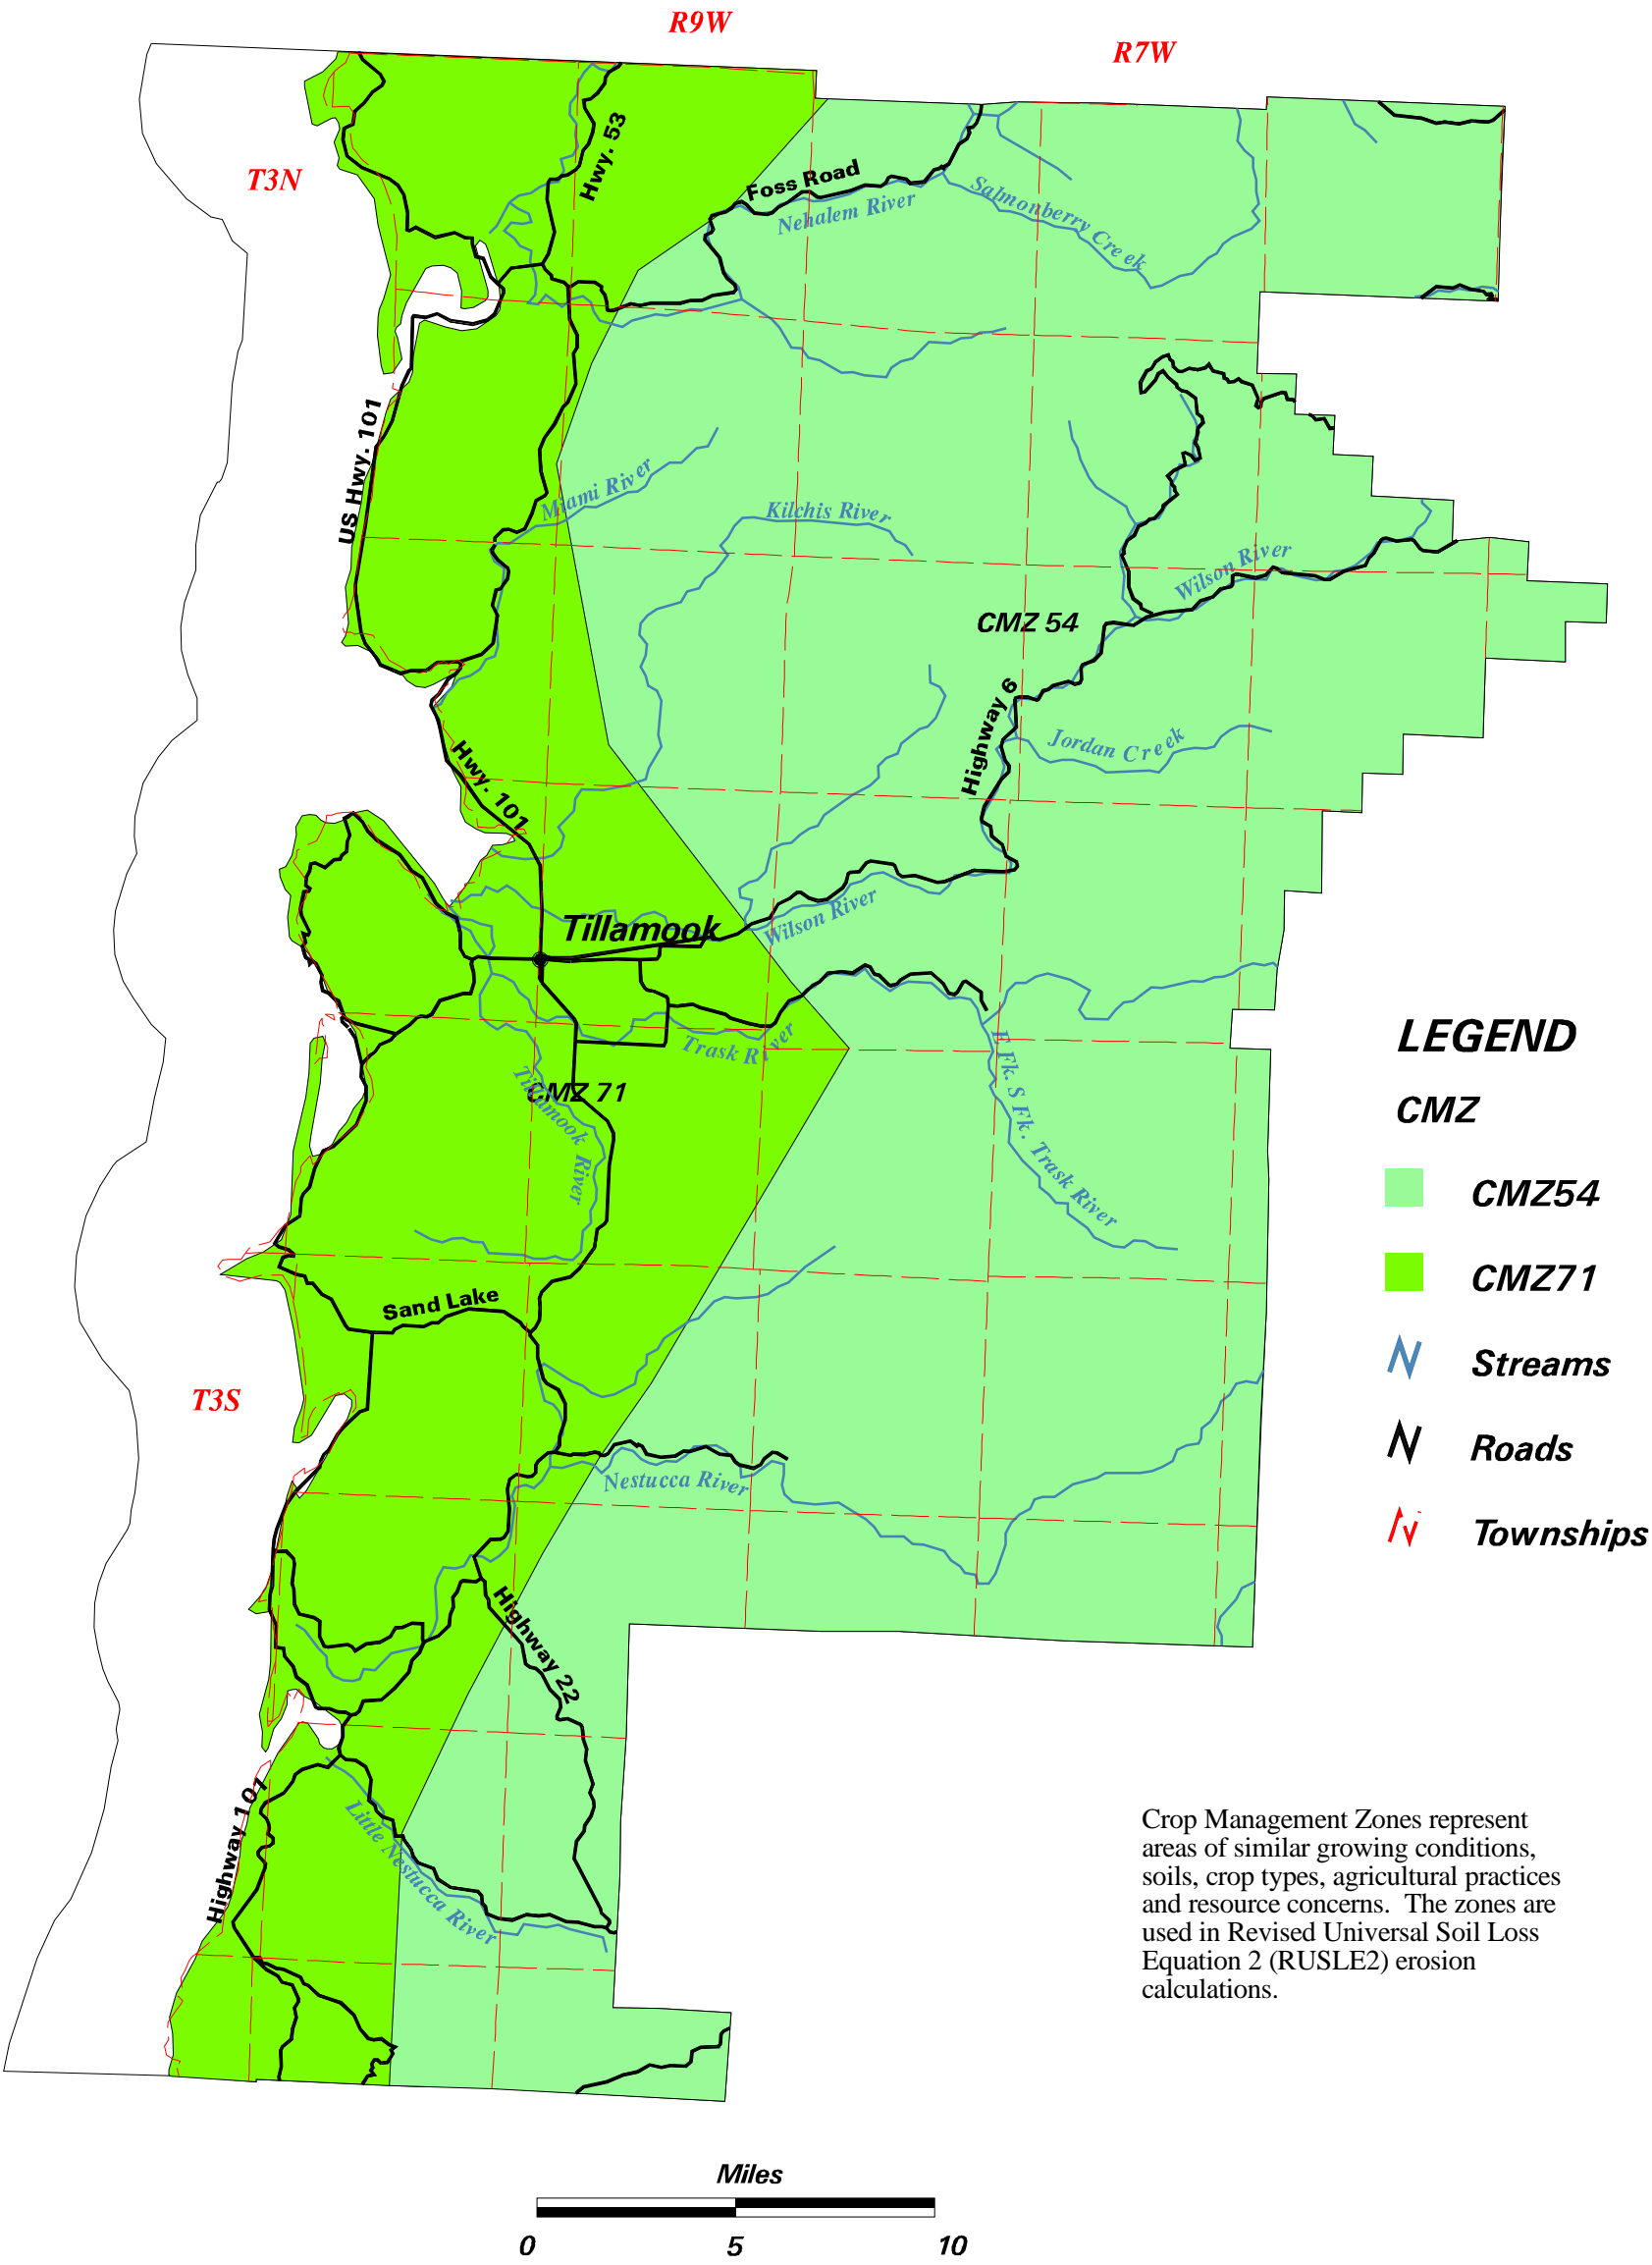 R9W
R7W
T3N
Hwy. 53
Foss Road
Nehalem River
Salmonberry Creek
US Hwy. 101
Miami River
Kilchis River
Wilson River
CMZ 54
Highway 6
Jordan Creek
Hwy. 101
Tillamook
Wilson River
Trask River
E Fk. S Fk. Trask River
CMZ 71
Tillamook River
Sand Lake
T3S
Nestucca River
Highway 22
Highway 101
Little Nestucca River
LEGEND
CMZ
CMZ54
CMZ71
Streams
Roads
Townships
Crop Management Zones represent
areas of similar growing conditions,
soils, crop types, agricultural practices
and resource concerns.  The zones are
used in Revised Universal Soil Loss
Equation 2 (RUSLE2) erosion
calculations.
Miles
0 5 10